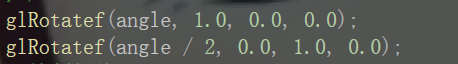 glRotatef(angle, 1.0, 0.0, 0.0);
glRotatef(angle / 2, 0.0, 1.0, 0.0);